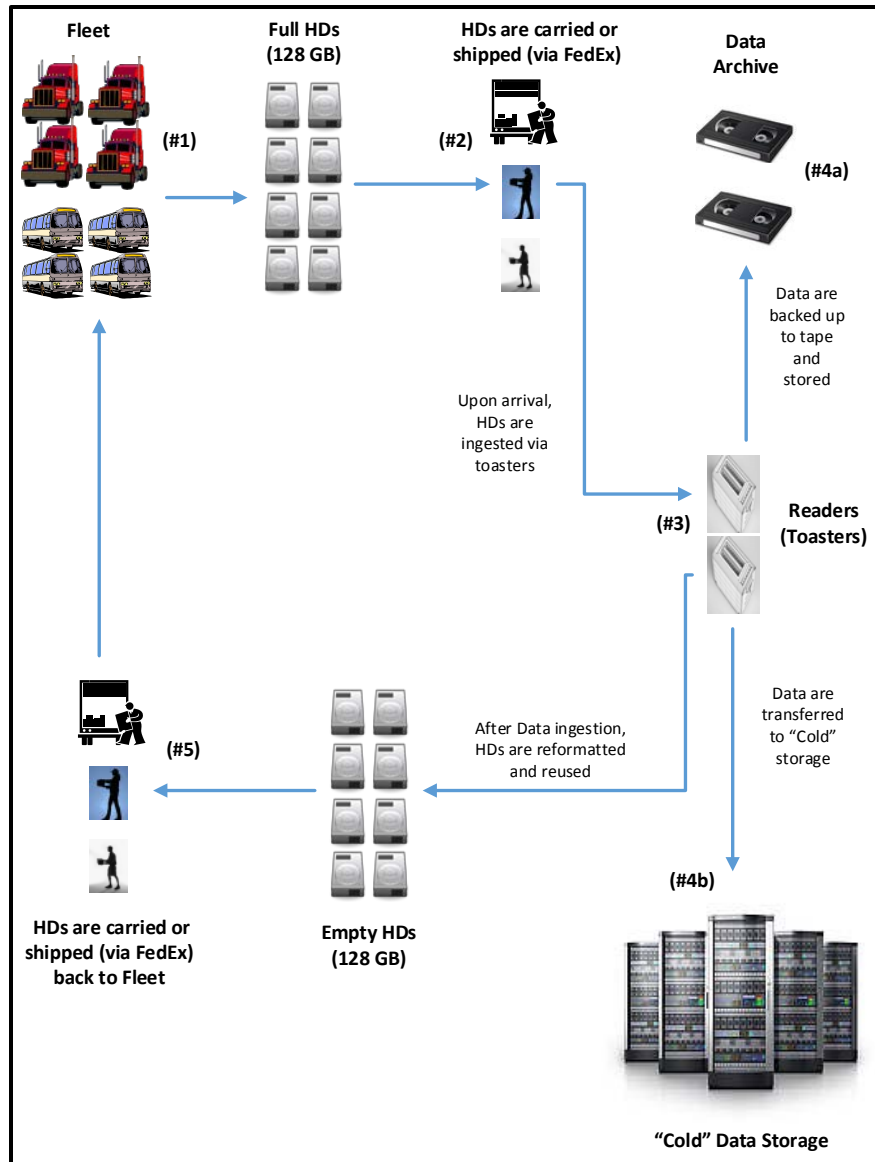 Fleet
Full HDs
(128 GB)
HDs are carried or
shipped (via FedEx)
Data
Archive
(#1)
(#2)
(#4a)
Data are
backed up
to tape
and
stored
Upon arrival,
HDs are
ingested via
toasters
(#3)
Readers
(Toasters)
Data are
transferred
to “Cold”
storage
After Data ingestion,
HDs are reformatted
and reused
(#5)
(#4b)
HDs are carried or
shipped (via FedEx)
back to Fleet
Empty HDs
(128 GB)
“Cold” Data Storage